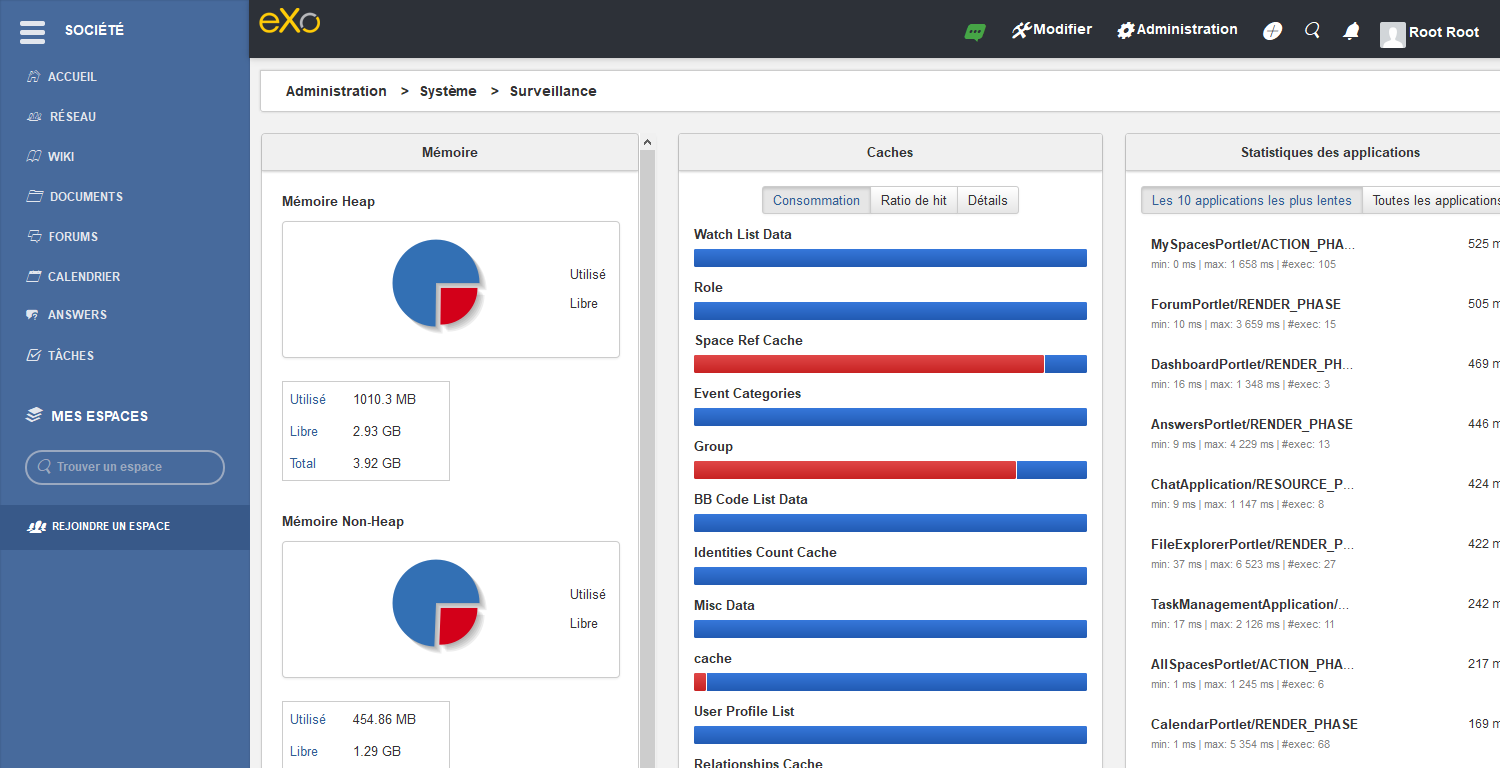 SOCIÉTÉ
ACCUEIL
RÉSEAU
WIKI
DOCUMENTS
FORUMS
CALENDRIER
ANSWERS
TÂCHES
MES ESPACES
Trouver un espace
REJOINDRE UN ESPACE
eXo
Modifier
Administration
Root Root
Administration > Système > Surveillance
Mémoire
Mémoire Heap
Utilisé
Libre
Utilisé 1010.3 MB
Libre 2.93 GB
Total 3.92 GB
Mémoire Non-Heap
Utilisé
Libre
Utilisé 454.86 MB
Libre 1.29 GB
Caches
Consommation Ratio de hit Détails
Watch List Data
Role
Space Ref Cache
Event Categories
Group
BB Code List Data
Identities Count Cache
Misc Data
cache
User Profile List
Relationships Cache
Statistiques des applications
Les 10 applications les plus lentes Toutes les applications
MySpacesPortlet/ACTION_PHA... 525 m
min: 0 ms | max: 1 658 ms | #exec: 105
ForumPortlet/RENDER_PHASE 505 m
min: 10 ms | max: 3 659 ms | #exec: 15
DashboardPortlet/RENDER_PH... 469 m
min: 16 ms | max: 1 348 ms | #exec: 3
AnswersPortlet/RENDER_PHASE 446 m
min: 9 ms | max: 4 229 ms | #exec: 13
ChatApplication/RESOURCE_P... 424 m
min: 9 ms | max: 1 147 ms | #exec: 8
FileExplorerPortlet/RENDER_P... 422 m
min: 37 ms | max: 6 523 ms | #exec: 27
TaskManagementApplication/... 242 m
min: 17 ms | max: 2 126 ms | #exec: 11
AllSpacesPortlet/ACTION_PHA... 217 m
min: 1 ms | max: 1 245 ms | #exec: 6
CalendarPortlet/RENDER_PHASE 169 m
min: 1 ms | max: 5 354 ms | #exec: 68